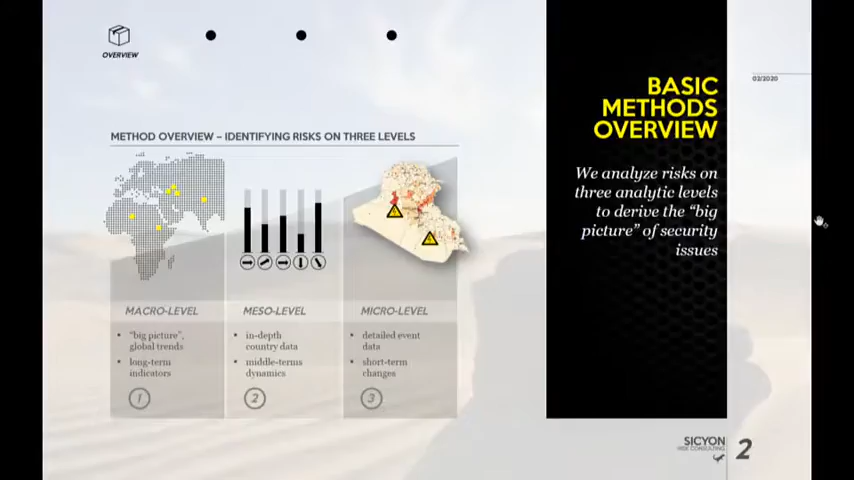 OVERVIEW
METHOD OVERVIEW – IDENTIFYING RISKS ON THREE LEVELS
MACRO-LEVEL
• "big picture",
global trends
• long-term
indicators
1
MESO-LEVEL
• in-depth
country data
• middle-terms
dynamics
2
MICRO-LEVEL
• detailed event
data
• short-term
changes
3
BASIC
METHODS
OVERVIEW
We analyze risks on
three analytic levels
to derive the "big
picture" of security
issues
02/2020
SICYON
RISK CONSULTING
2